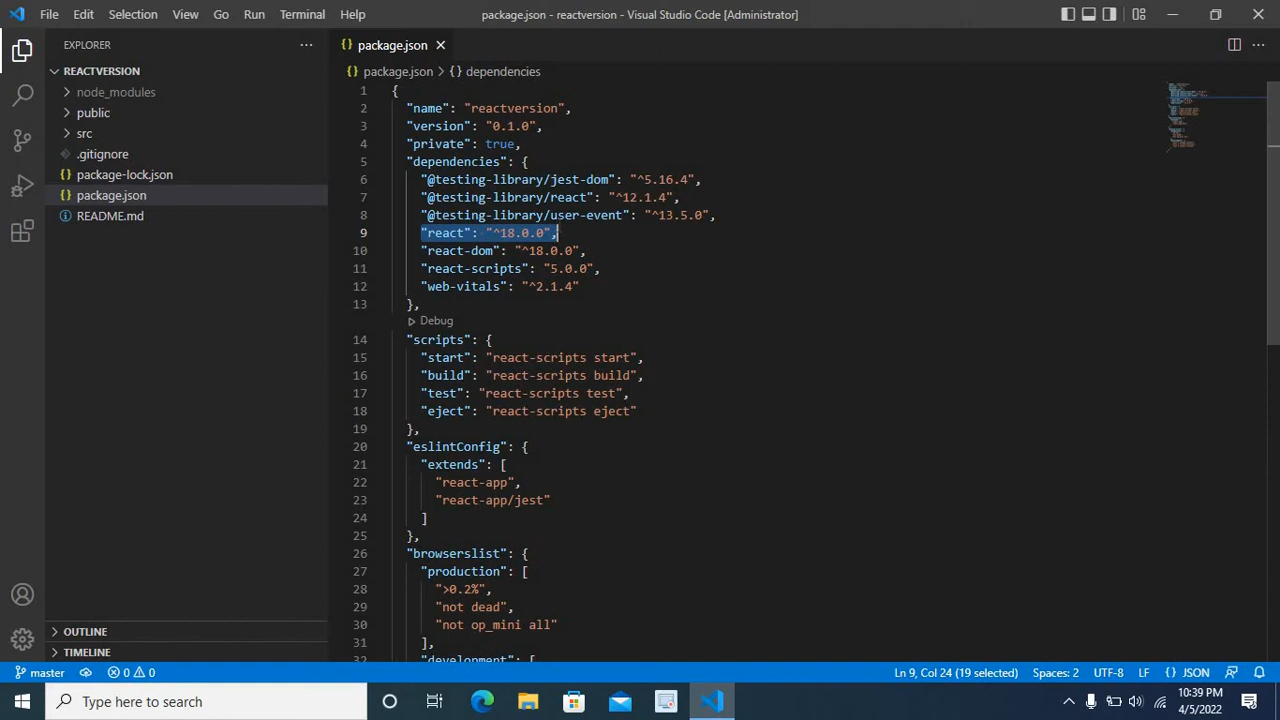 File Edit Selection View Go Run Terminal Help package.json - reactversion - Visual Studio Code [Administrator]
EXPLORER
REACTVERSION
node_modules
public
src
.gitignore
package-lock.json
package.json
README.md
OUTLINE
TIMELINE
package.json
package.json > {} dependencies
1 {
2 "name": "reactversion",
3 "version": "0.1.0",
4 "private": true,
5 "dependencies": {
6 "@testing-library/jest-dom": "^5.16.4",
7 "@testing-library/react": "^12.1.4",
8 "@testing-library/user-event": "^13.5.0",
9 "react": "^18.0.0",
10 "react-dom": "^18.0.0",
11 "react-scripts": "5.0.0",
12 "web-vitals": "^2.1.4"
13 },
Debug
14 "scripts": {
15 "start": "react-scripts start",
16 "build": "react-scripts build",
17 "test": "react-scripts test",
18 "eject": "react-scripts eject"
19 },
20 "eslintConfig": {
21 "extends": [
22 "react-app",
23 "react-app/jest"
24 ]
25 },
26 "browserslist": {
27 "production": [
28 ">0.2%",
29 "not dead",
30 "not op_mini all"
31 ],
32 "development": [
master 0 0 Ln 9, Col 24 (19 selected) Spaces: 2 UTF-8 LF {} JSON
Type here to search
10:39 PM
4/5/2022